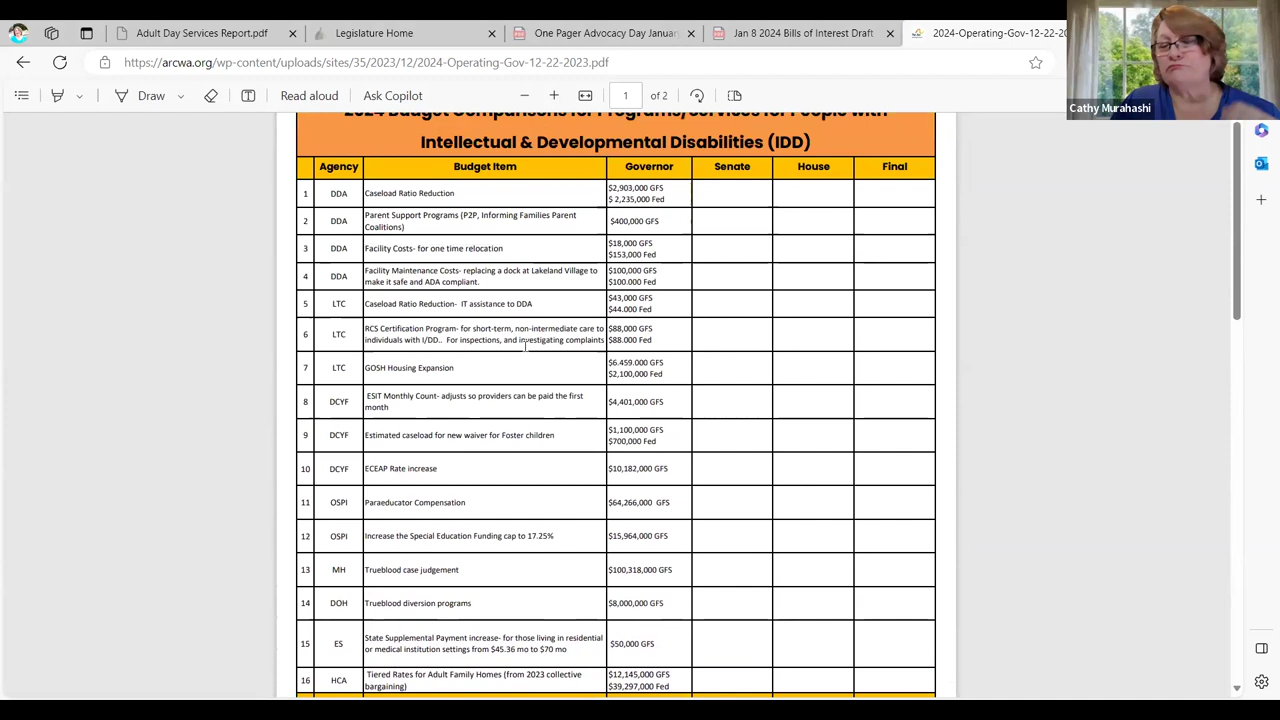 Adult Day Services Report.pdf
Legislature Home
One Pager Advocacy Day Januar
Jan 8 2024 Bills of Interest Draft
2024-Operating-Gov-12-22-20
https://arcwa.org/wp-content/uploads/sites/35/2023/12/2024-Operating-Gov-12-22-2023.pdf
Draw
Read aloud
Ask Copilot
1 of 2
Cathy Murahashi
2024 Budget Comparisons for Programs/Services for People with
Intellectual & Developmental Disabilities (IDD)
Agency Budget Item Governor Senate House Final
1 DDA Caseload Ratio Reduction $2,903,000 GFS
$ 2,235,000 Fed
2 DDA Parent Support Programs (P2P, Informing Families Parent
Coalitions) $400,000 GFS
3 DDA Facility Costs- for one time relocation $18,000 GFS
$153,000 Fed
4 DDA Facility Maintenance Costs- replacing a dock at Lakeland Village to $100,000 GFS
make it safe and ADA compliant. $100.000 Fed
5 LTC Caseload Ratio Reduction- IT assistance to DDA $43,000 GFS
$44.000 Fed
6 LTC RCS Certification Program- for short-term, non-intermediate care to $88,000 GFS
individuals with I/DD.. For inspections, and investigating complaints $88.000 Fed
7 LTC GOSH Housing Expansion $6.459.000 GFS
$2,100,000 Fed
8 DCYF ESIT Monthly Count- adjusts so providers can be paid the first
month $4,401,000 GFS
9 DCYF Estimated caseload for new waiver for Foster children $1,100,000 GFS
$700,000 Fed
10 DCYF ECEAP Rate increase $10,182,000 GFS
11 OSPI Paraeducator Compensation $64,266,000 GFS
12 OSPI Increase the Special Education Funding cap to 17.25% $15,964,000 GFS
13 MH Trueblood case judgement $100,318,000 GFS
14 DOH Trueblood diversion programs $8,000,000 GFS
15 ES State Supplemental Payment increase- for those living in residential
or medical institution settings from $45.36 mo to $70 mo $50,000 GFS
16 HCA Tiered Rates for Adult Family Homes (from 2023 collective $12,145,000 GFS
bargaining) $39,297,000 Fed